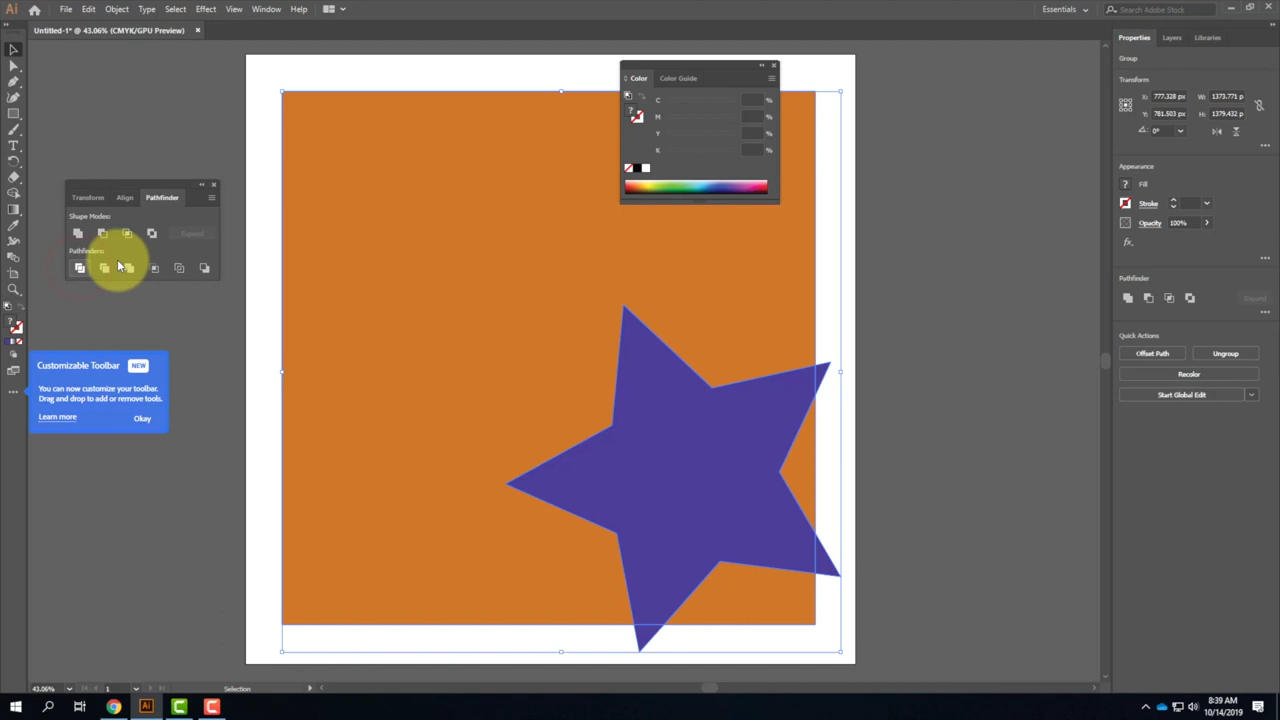 Ai File Edit Object Type Select Effect View Window Help Essentials Search Adobe Stock
Untitled-1* @ 43.06% (CMYK/GPU Preview) ×
Properties Layers Libraries
Group
Transform
X: 777.328 px W: 1373.771 p
Y: 781.503 px H: 1379.432 p
0°
Appearance
? Fill
Stroke
Opacity 100%
fx.
Pathfinder
Expand
Quick Actions
Offset Path Ungroup
Recolor
Start Global Edit
Color Color Guide
C %
? M %
Y %
K %
Transform Align Pathfinder
Shape Modes:
Expand
Pathfinders:
Customizable Toolbar NEW
You can now customize your toolbar.
Drag and drop to add or remove tools.
Learn more Okay
43.06% 1 Selection
Ai 8:39 AM
10/14/2019